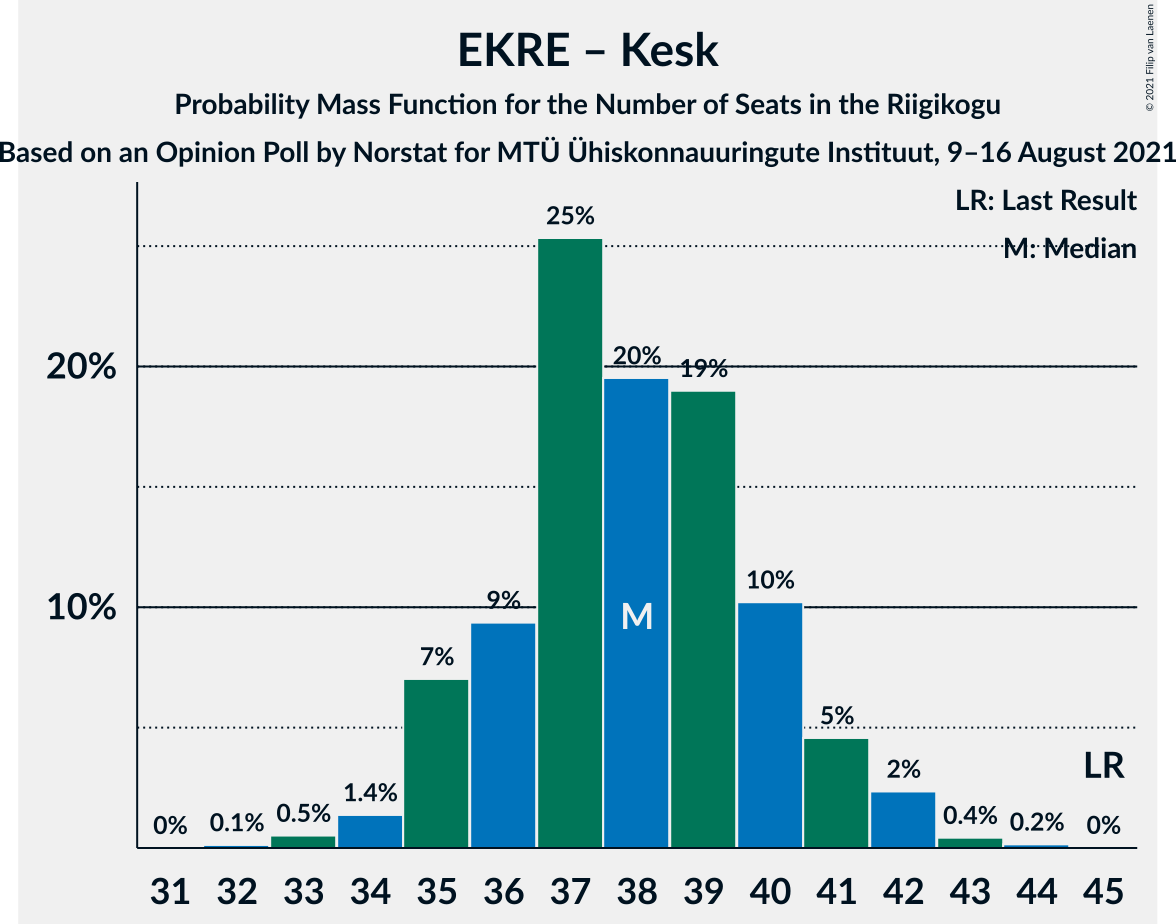 EKRE – Kesk
Probability Mass Function for the Number of Seats in the Riigikogu
Based on an Opinion Poll by Norstat for MTÜ Ühiskonnauuringute Instituut, 9–16 August 2021
© 2021 Filip van Laenen
LR: Last Result
M: Median
20%
10%
0%
0.1%
0.5%
1.4%
7%
9%
25%
20%
19%
10%
5%
2%
0.4%
0.2%
0%
M
LR
31 32 33 34 35 36 37 38 39 40 41 42 43 44 45